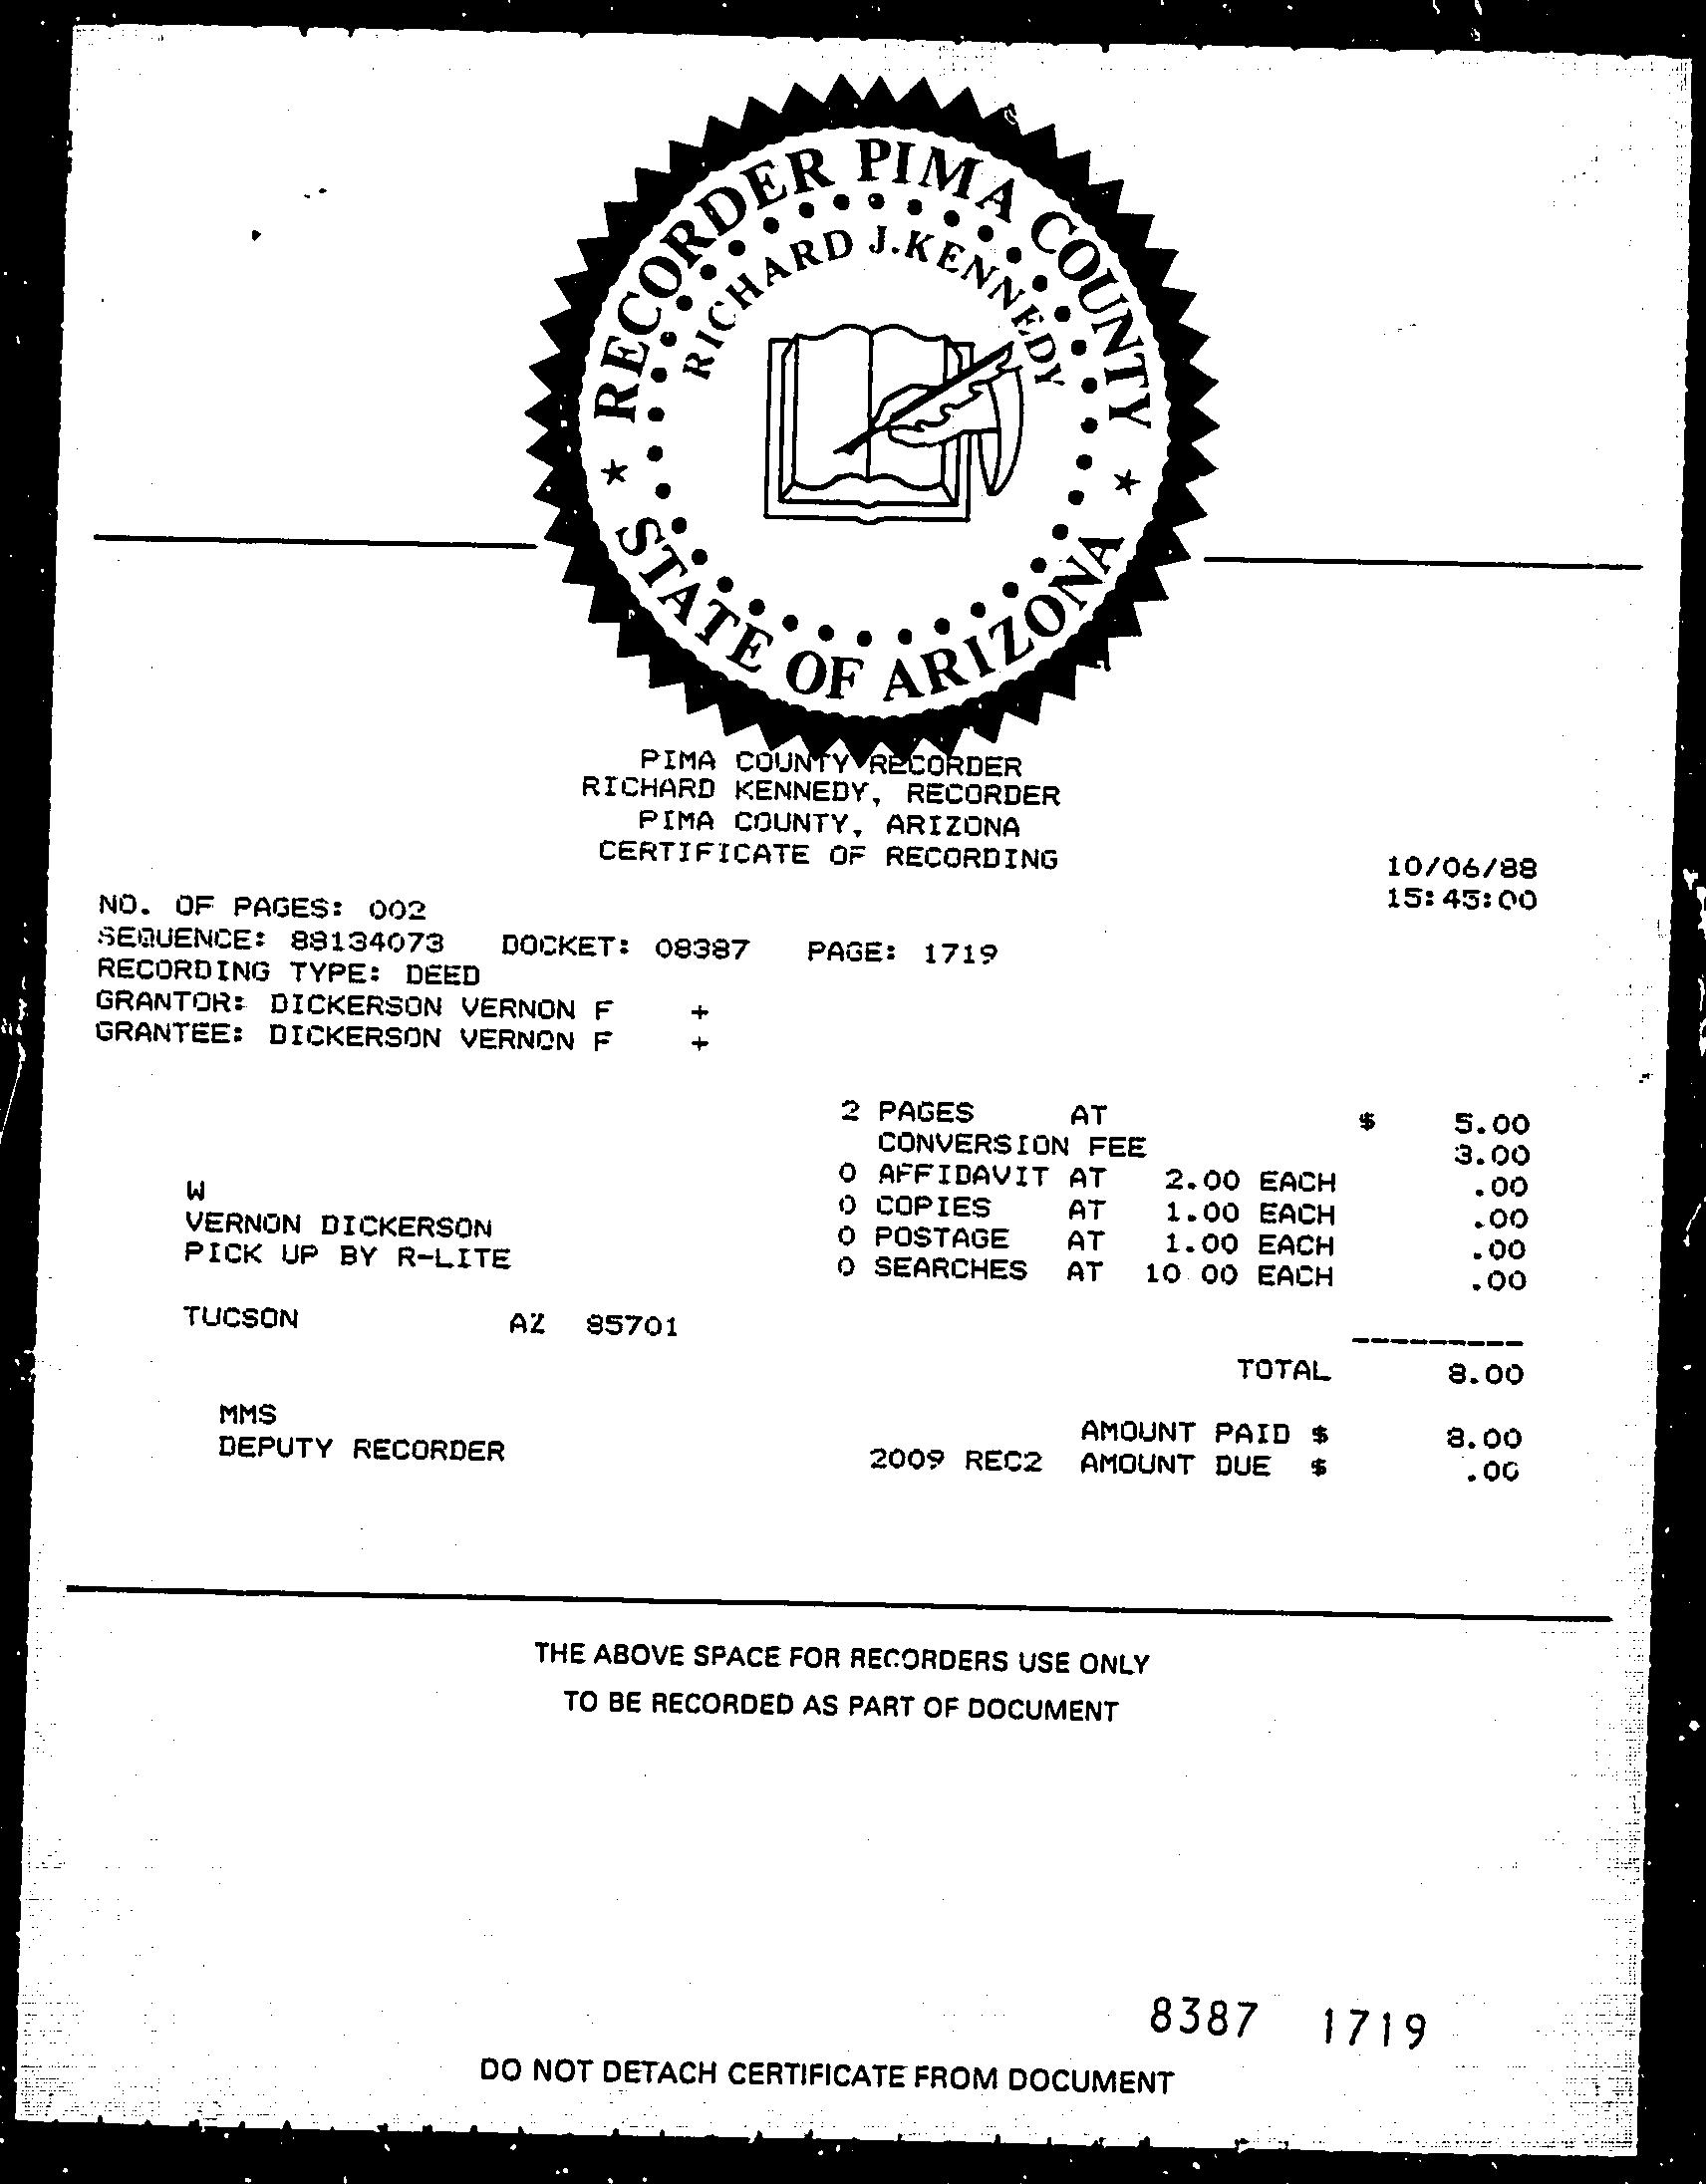 RECORDER PIMA COUNTY
RICHARD J. KENNEDY
STATE OF ARIZONA
PIMA COUNTY RECORDER
RICHARD KENNEDY, RECORDER
PIMA COUNTY, ARIZONA
CERTIFICATE OF RECORDING
10/06/88
15:45:00
NO. OF PAGES: 002
SEQUENCE: 88134073 DOCKET: 08387 PAGE: 1719
RECORDING TYPE: DEED
GRANTOR: DICKERSON VERNON F +
GRANTEE: DICKERSON VERNON F +
2 PAGES AT $ 5.00
CONVERSION FEE 3.00
0 AFFIDAVIT AT 2.00 EACH .00
0 COPIES AT 1.00 EACH .00
0 POSTAGE AT 1.00 EACH .00
0 SEARCHES AT 10.00 EACH .00
W
VERNON DICKERSON
PICK UP BY R-LITE
TUCSON AZ 85701
TOTAL 8.00
MMS
DEPUTY RECORDER
AMOUNT PAID $ 8.00
2009 REC2 AMOUNT DUE $ .00
THE ABOVE SPACE FOR RECORDERS USE ONLY
TO BE RECORDED AS PART OF DOCUMENT
8387 1719
DO NOT DETACH CERTIFICATE FROM DOCUMENT